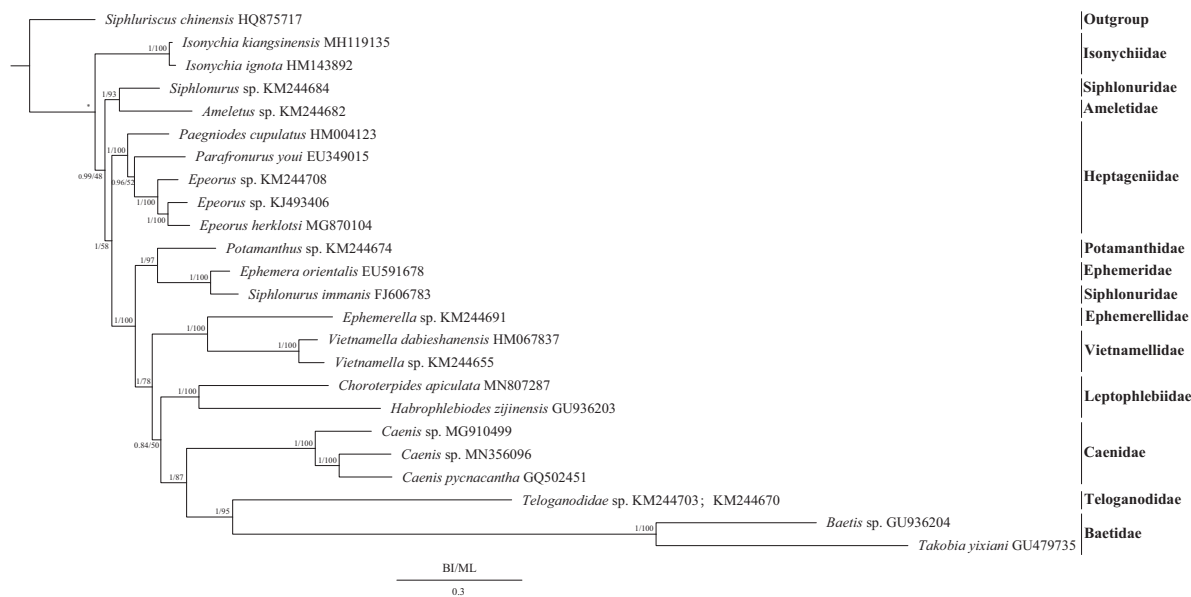 Siphluriscus chinensis HQ875717
Outgroup
1/100
Isonychia kiangsinensis MH119135
Isonychia ignota HM143892
Isonychiidae
*
1/93
Siphlonurus sp. KM244684
Siphlonuridae
Ameletus sp. KM244682
Ameletidae
0.99/48
1/100
Paegniodes cupulatus HM004123
0.96/52
Parafronurus youi EU349015
1/100
Epeorus sp. KM244708
1/100
Epeorus sp. KJ493406
Epeorus herklotsi MG870104
Heptageniidae
1/58
1/97
Potamanthus sp. KM244674
Potamanthidae
1/100
Ephemera orientalis EU591678
Ephemeridae
Siphlonurus immanis FJ606783
Siphlonuridae
1/100
1/100
Ephemerella sp. KM244691
Ephemerellidae
1/100
Vietnamella dabieshanensis HM067837
Vietnamella sp. KM244655
Vietnamellidae
1/78
1/100
Choroterpides apiculata MN807287
Habrophlebiodes zijinensis GU936203
Leptophlebiidae
0.84/50
1/100
Caenis sp. MG910499
1/100
Caenis sp. MN356096
Caenis pycnacantha GQ502451
Caenidae
1/87
1/95
Teloganodidae sp. KM244703; KM244670
Teloganodidae
1/100
Baetis sp. GU936204
Takobia yixiani GU479735
Baetidae
BI/ML
0.3